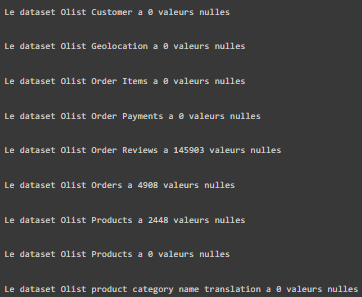 Le dataset Olist Customer a 0 valeurs nulles
Le dataset Olist Geolocation a 0 valeurs nulles
Le dataset Olist Order Items a 0 valeurs nulles
Le dataset Olist Order Payments a 0 valeurs nulles
Le dataset Olist Order Reviews a 145903 valeurs nulles
Le dataset Olist Orders a 4908 valeurs nulles
Le dataset Olist Products a 2448 valeurs nulles
Le dataset Olist Products a 0 valeurs nulles
Le dataset Olist product category name translation a 0 valeurs nulles